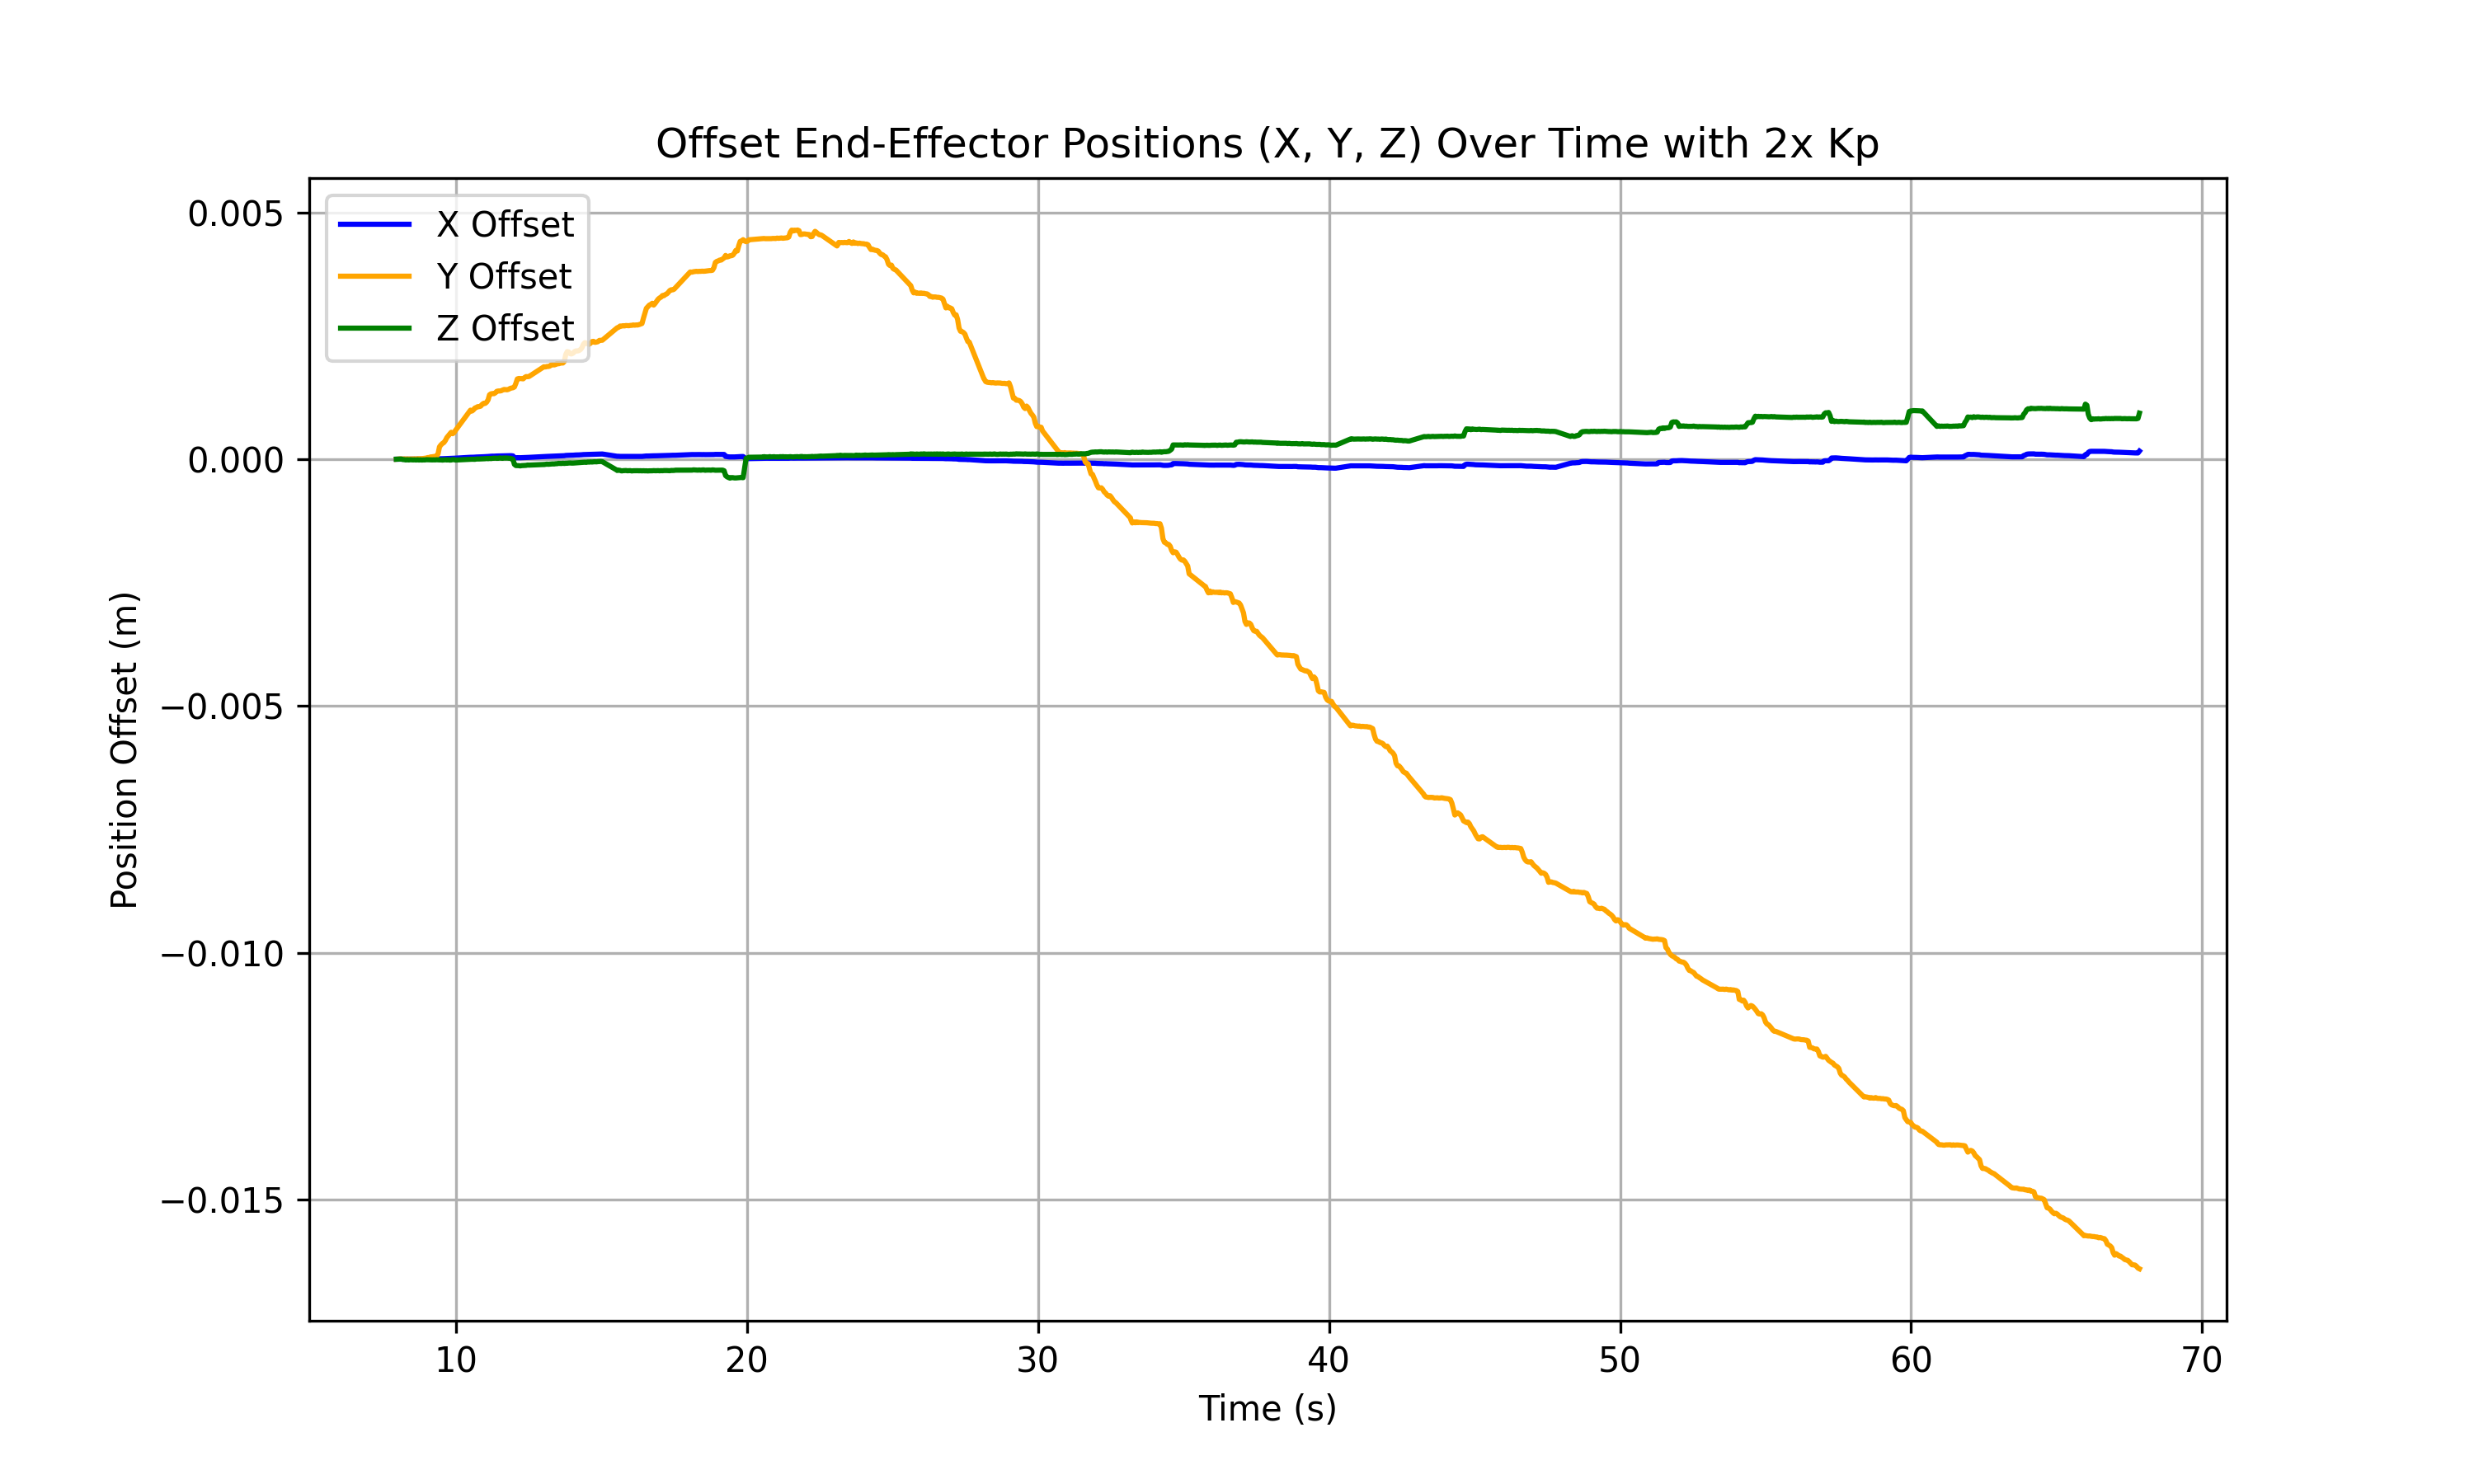 Offset End-Effector Positions (X, Y, Z) Over Time with 2x Kp
X Offset
Y Offset
Z Offset
0.005
0.000
−0.005
−0.010
−0.015
Position Offset (m)
10 20 30 40 50 60 70
Time (s)